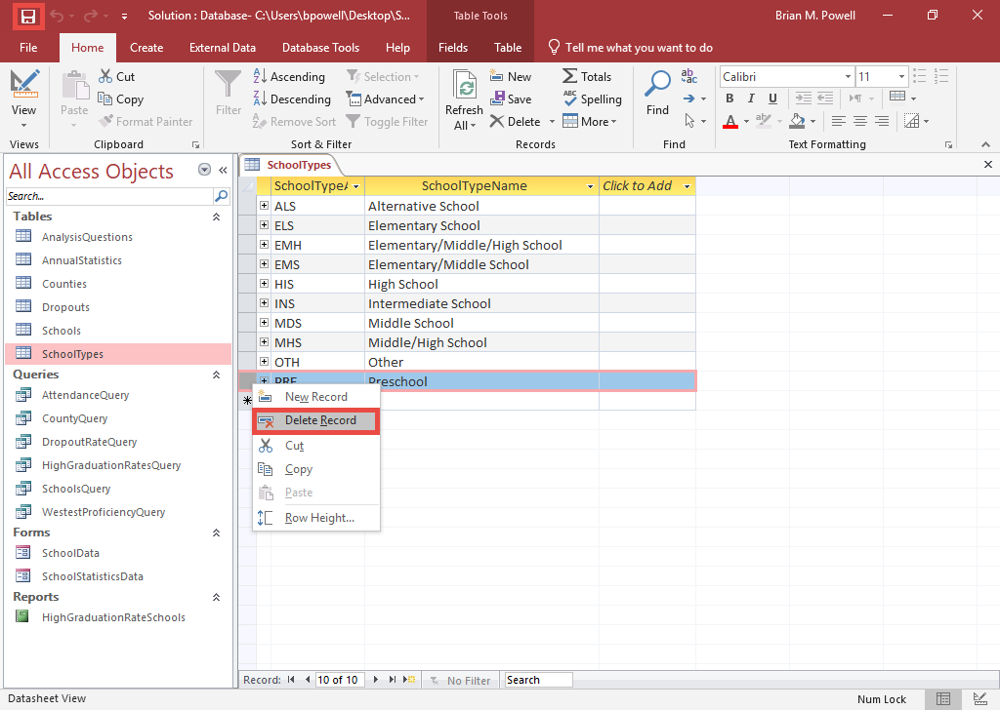 Solution : Database- C:\Users\bpowell\Desktop\S...
Table Tools
Brian M. Powell
File
Home
Create
External Data
Database Tools
Help
Fields
Table
Tell me what you want to do
View
Views
Paste
Cut
Copy
Format Painter
Clipboard
Filter
Ascending
Descending
Remove Sort
Selection
Advanced
Toggle Filter
Sort & Filter
Refresh
All
New
Save
Delete
Totals
Spelling
More
Records
Find
Find
Calibri
11
B I U
A
Text Formatting
All Access Objects
Search...
Tables
AnalysisQuestions
AnnualStatistics
Counties
Dropouts
Schools
SchoolTypes
Queries
AttendanceQuery
CountyQuery
DropoutRateQuery
HighGraduationRatesQuery
SchoolsQuery
WestestProficiencyQuery
Forms
SchoolData
SchoolStatisticsData
Reports
HighGraduationRateSchools
SchoolTypes
SchoolTypeA SchoolTypeName Click to Add
ALS Alternative School
ELS Elementary School
EMH Elementary/Middle/High School
EMS Elementary/Middle School
HIS High School
INS Intermediate School
MDS Middle School
MHS Middle/High School
OTH Other
PRE Preschool
New Record
Delete Record
Cut
Copy
Paste
Row Height...
Record: 10 of 10 No Filter Search
Datasheet View
Num Lock